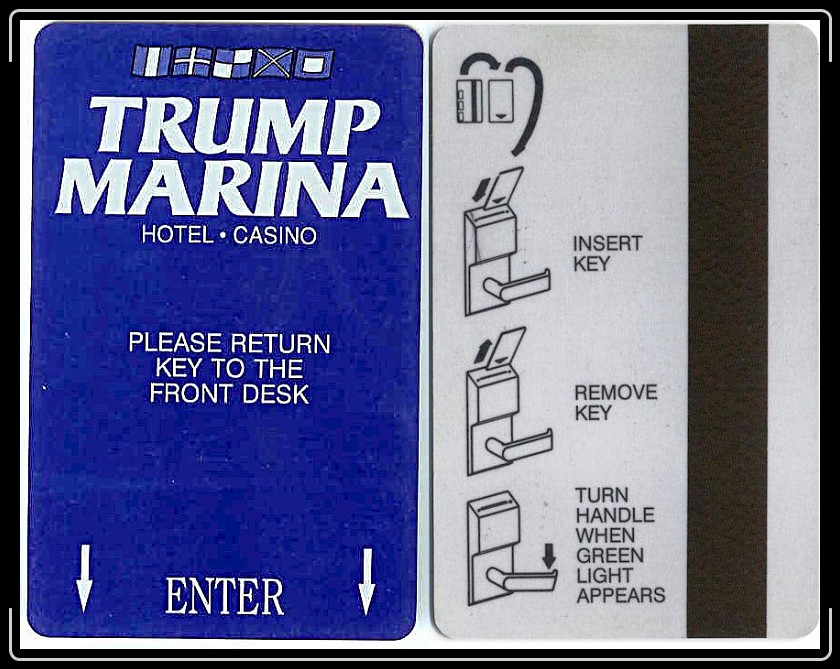 TRUMP
MARINA
HOTEL • CASINO
PLEASE RETURN
KEY TO THE
FRONT DESK
ENTER
INSERT
KEY
REMOVE
KEY
TURN
HANDLE
WHEN
GREEN
LIGHT
APPEARS